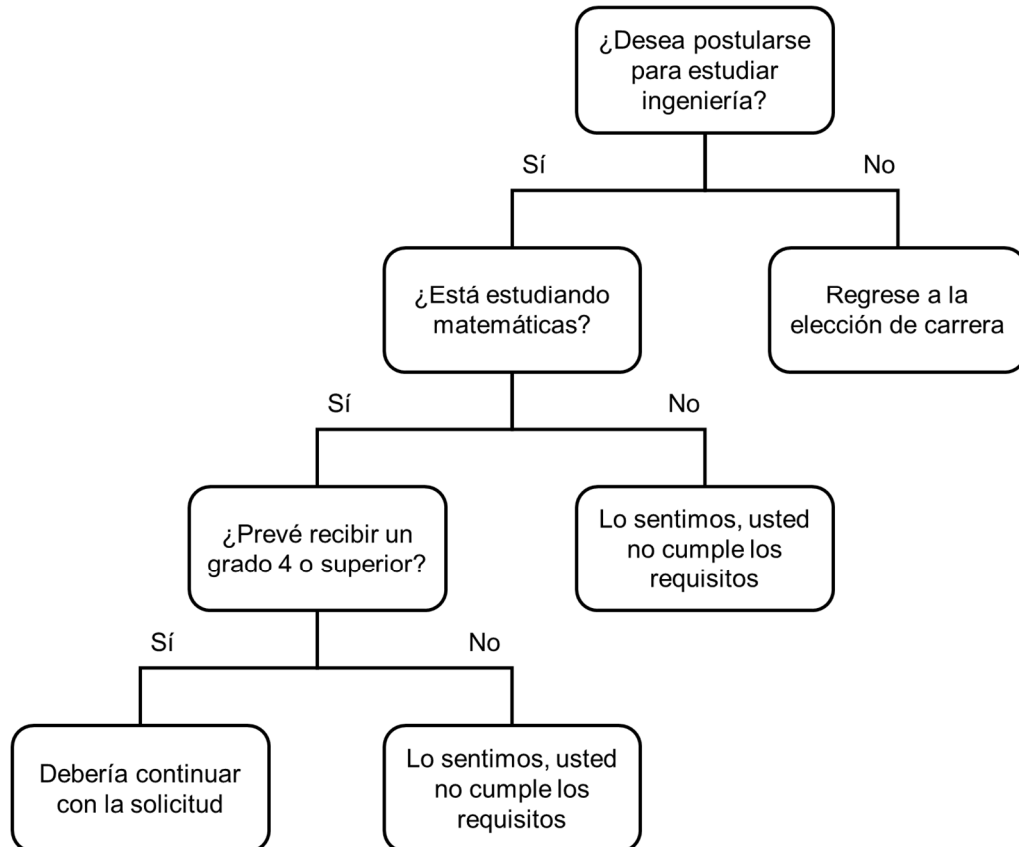 ¿Desea postularse
para estudiar
ingeniería?
Sí
No
¿Está estudiando
matemáticas?
Regrese a la
elección de carrera
Sí
No
¿Prevé recibir un
grado 4 o superior?
Lo sentimos, usted
no cumple los
requisitos
Sí
No
Debería continuar
con la solicitud
Lo sentimos, usted
no cumple los
requisitos